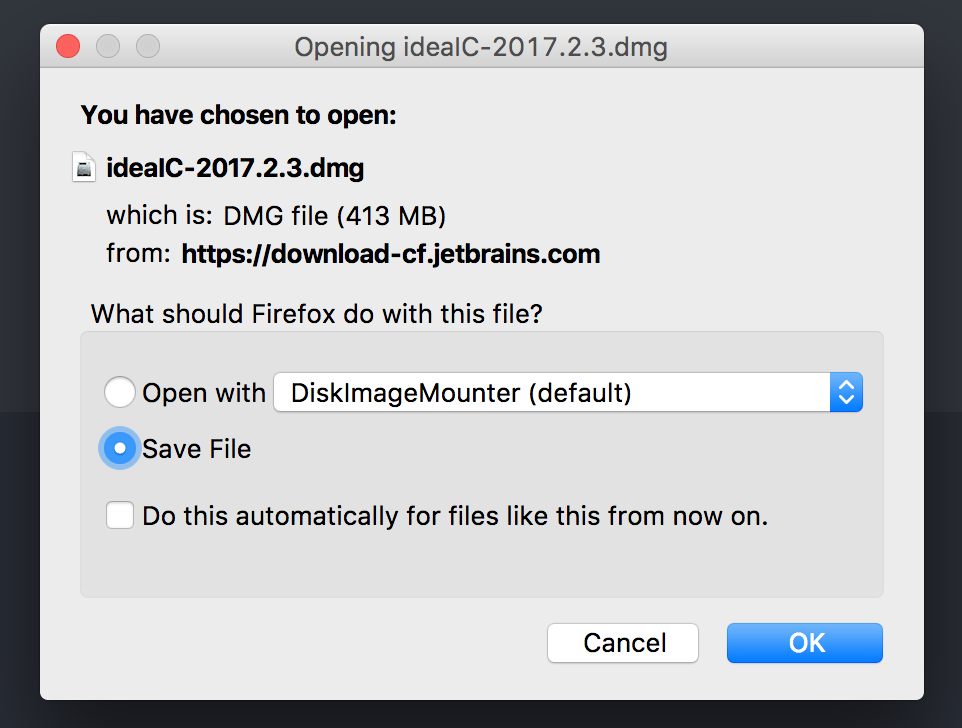 Opening ideaIC-2017.2.3.dmg
You have chosen to open:
ideaIC-2017.2.3.dmg
which is: DMG file (413 MB)
from: https://download-cf.jetbrains.com
What should Firefox do with this file?
Open with DiskImageMounter (default)
Save File
Do this automatically for files like this from now on.
Cancel OK